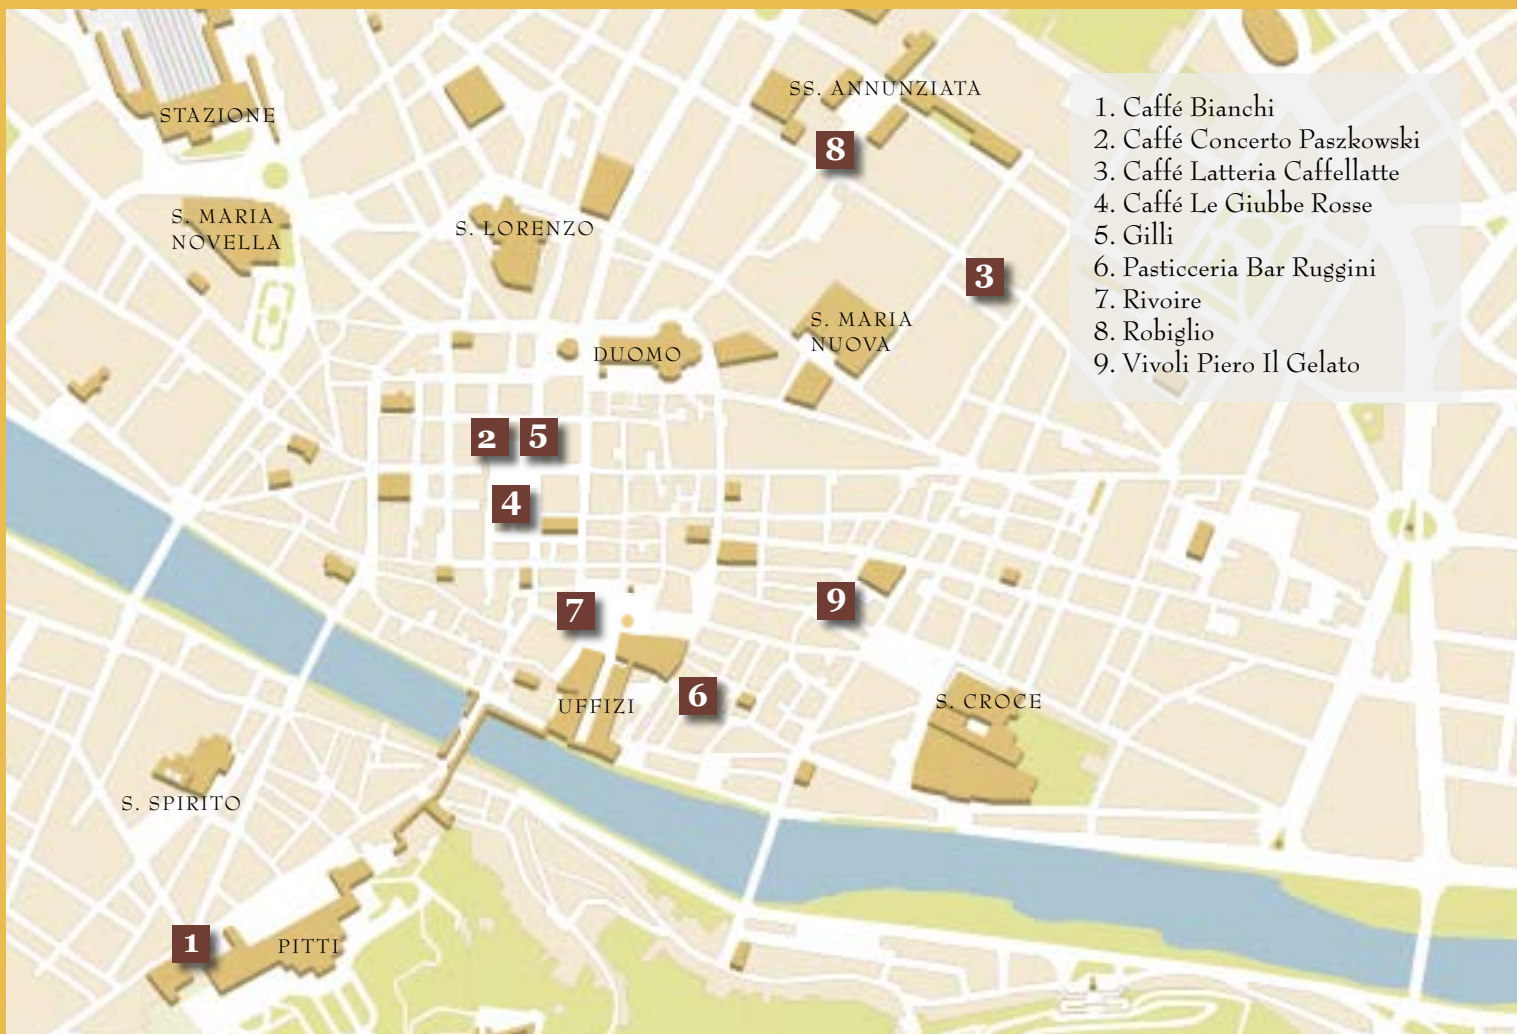 STAZIONE
SS. ANNUNZIATA
8
S. MARIA
NOVELLA
S. LORENZO
3
S. MARIA
NUOVA
DUOMO
2
5
4
7
9
6
UFFIZI
S. CROCE
S. SPIRITO
1
PITTI
1. Caffé Bianchi
2. Caffé Concerto Paszkowski
3. Caffé Latteria Caffellatte
4. Caffé Le Giubbe Rosse
5. Gilli
6. Pasticceria Bar Ruggini
7. Rivoire
8. Robiglio
9. Vivoli Piero Il Gelato